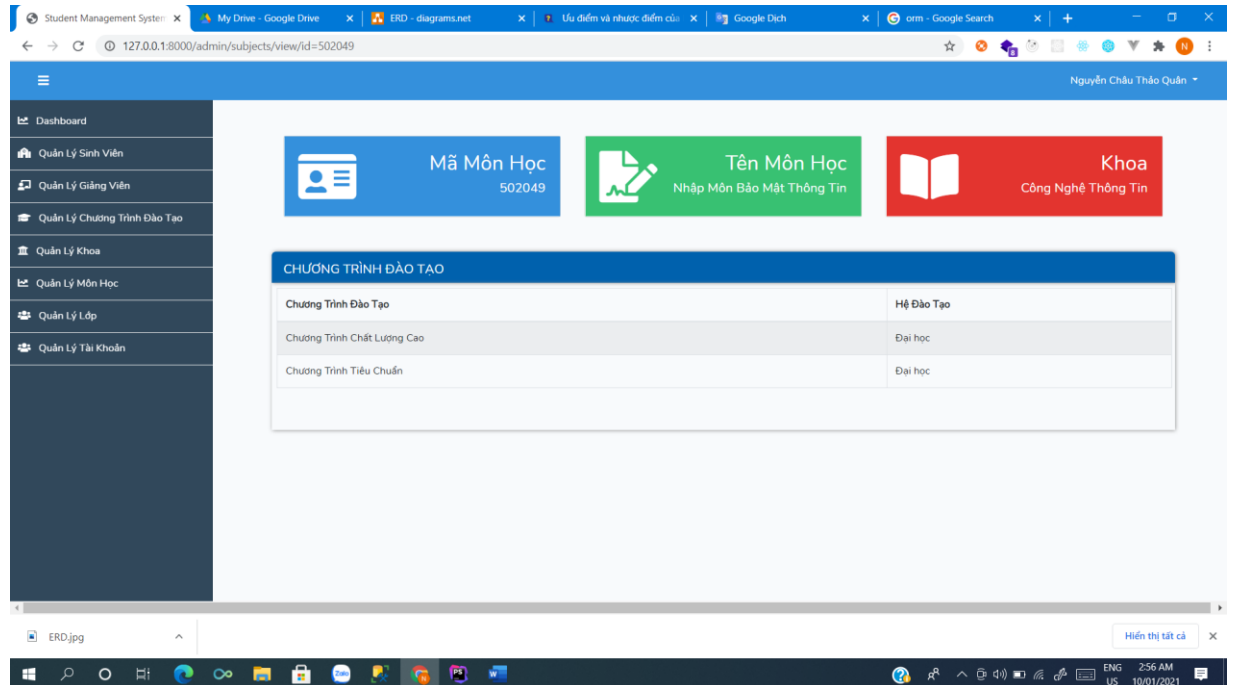 Student Management System
My Drive - Google Drive
ERD - diagrams.net
Ưu điểm và nhược điểm của
Google Dịch
orm - Google Search
127.0.0.1:8000/admin/subjects/view/id=502049
8
N
Nguyễn Châu Thảo Quân
Dashboard
Quản Lý Sinh Viên
Quản Lý Giảng Viên
Quản Lý Chương Trình Đào Tạo
Quản Lý Khoa
Quản Lý Môn Học
Quản Lý Lớp
Quản Lý Tài Khoản
Mã Môn Học
502049
Tên Môn Học
Nhập Môn Bảo Mật Thông Tin
Khoa
Công Nghệ Thông Tin
CHƯƠNG TRÌNH ĐÀO TẠO
Chương Trình Đào Tạo
Hệ Đào Tạo
Chương Trình Chất Lượng Cao
Đại học
Chương Trình Tiêu Chuẩn
Đại học
ERD.jpg
Hiển thị tất cả
Zalo
N
PS
W
ENG
US
2:56 AM
10/01/2021